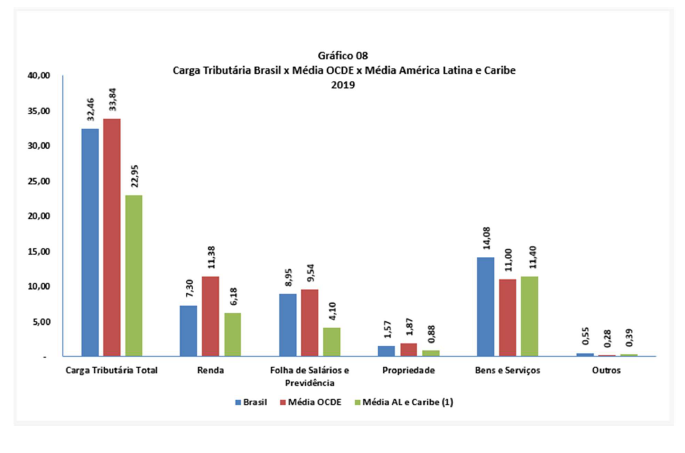 Gráfico 08
Carga Tributária Brasil x Média OCDE x Média América Latina e Caribe
2019
40,00
35,00
30,00
25,00
20,00
15,00
10,00
5,00
-
32,46
33,84
22,95
7,30
11,38
6,18
8,95
9,54
4,10
1,57
1,87
0,88
14,08
11,00
11,40
0,55
0,28
0,39
Carga Tributária Total
Renda
Folha de Salários e
Previdência
Propriedade
Bens e Serviços
Outros
Brasil
Média OCDE
Média AL e Caribe (1)